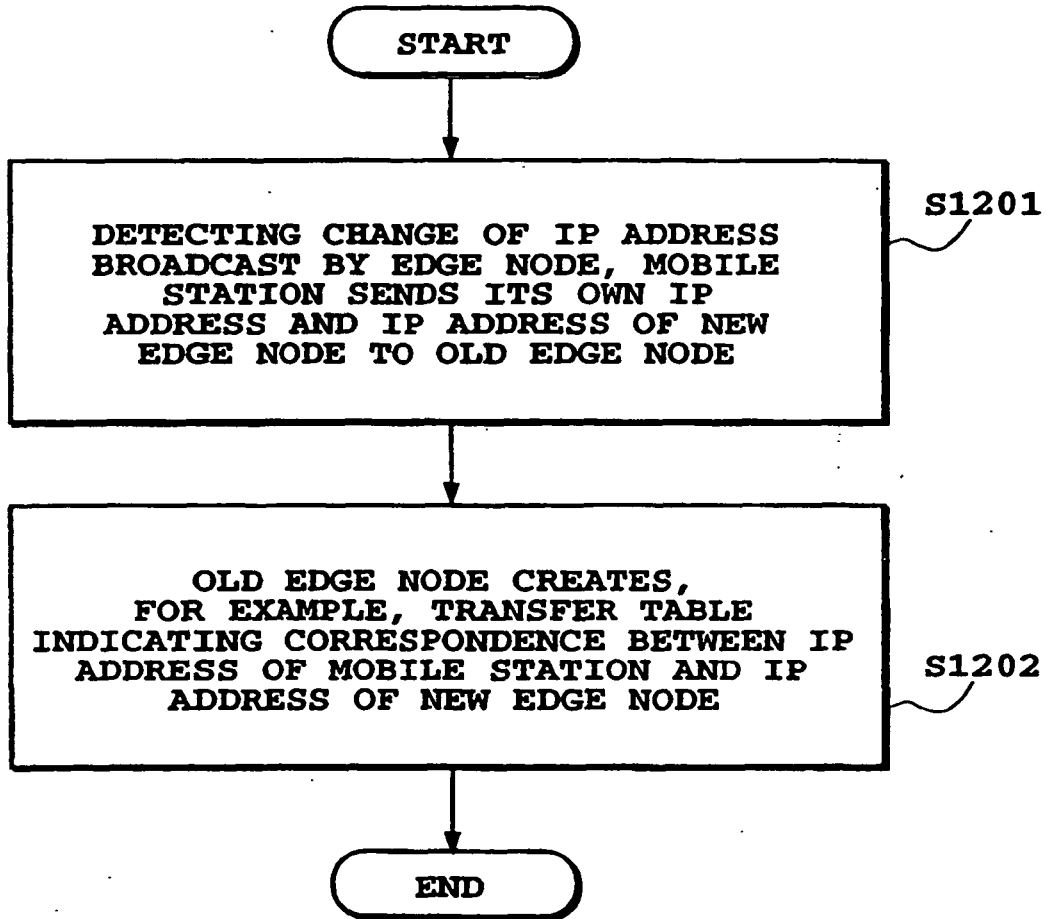 START
DETECTING CHANGE OF IP ADDRESS
BROADCAST BY EDGE NODE, MOBILE
STATION SENDS ITS OWN IP
ADDRESS AND IP ADDRESS OF NEW
EDGE NODE TO OLD EDGE NODE
S1201
OLD EDGE NODE CREATES,
FOR EXAMPLE, TRANSFER TABLE
INDICATING CORRESPONDENCE BETWEEN IP
ADDRESS OF MOBILE STATION AND IP
ADDRESS OF NEW EDGE NODE
S1202
END